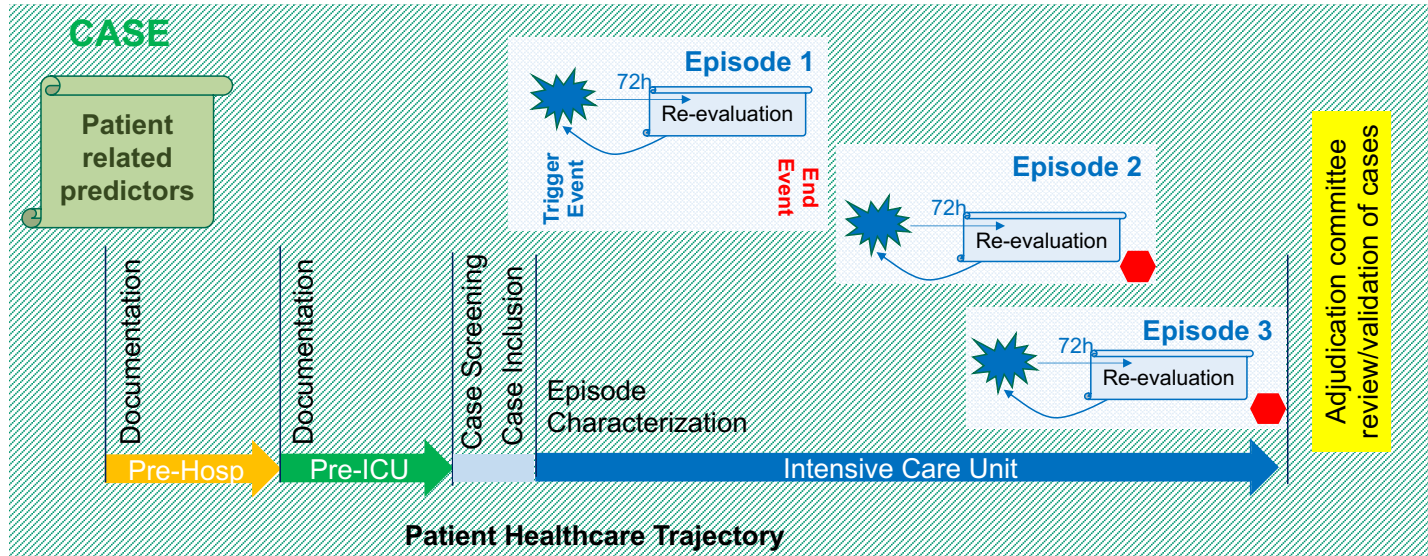 CASE
Patient
related
predictors
Episode 1
72h
Re-evaluation
Trigger
Event
End
Event
Episode 2
72h
Re-evaluation
Episode 3
72h
Re-evaluation
Documentation
Documentation
Case Screening
Case Inclusion
Episode
Characterization
Adjudication committee
review/validation of cases
Pre-Hosp
Pre-ICU
Intensive Care Unit
Patient Healthcare Trajectory